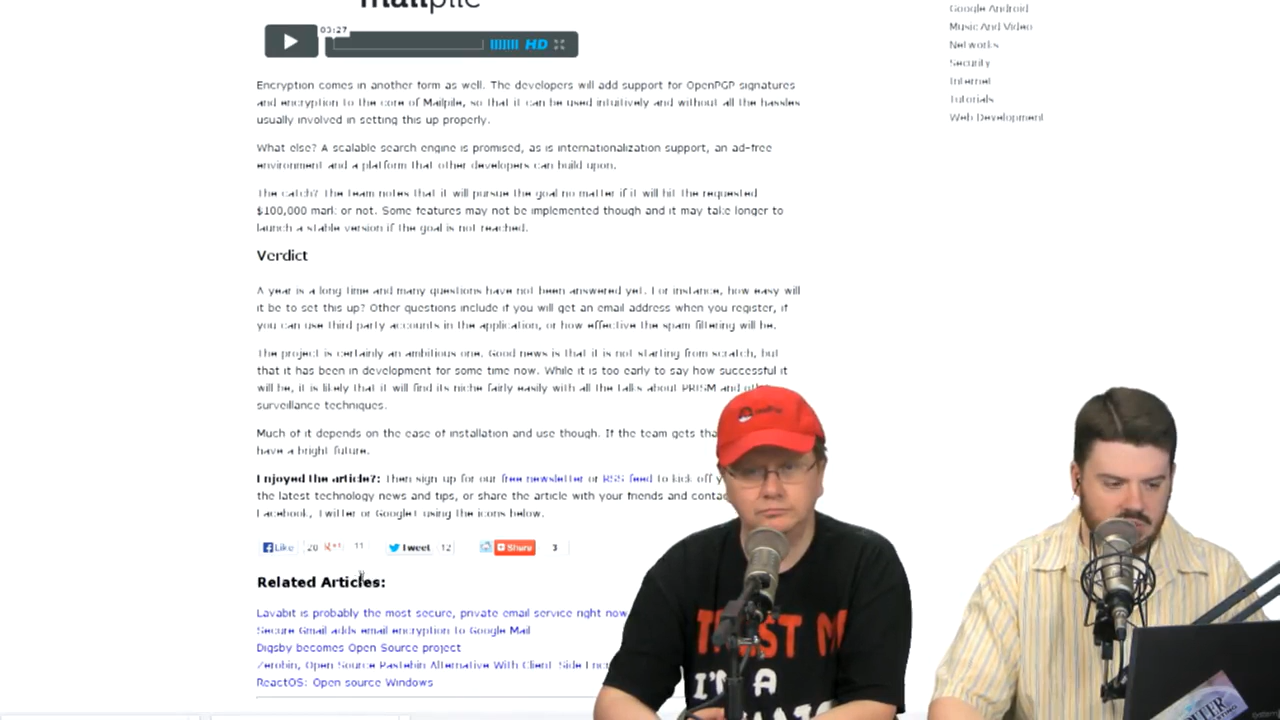 mailpile
03:27
HD
Google Android
Music And Video
Networks
Security
Internet
Tutorials
Web Development
Encryption comes in another form as well. The developers will add support for OpenPGP signatures
and encryption to the core of Mailpile, so that it can be used intuitively and without all the hassles
usually involved in setting this up properly.
What else? A scalable search engine is promised, as is internationalization support, an ad-free
environment and a platform that other developers can build upon.
The catch? The team notes that it will pursue the goal no matter if it will hit the requested
$100,000 mark or not. Some features may not be implemented though and it may take longer to
launch a stable version if the goal is not reached.
Verdict
A year is a long time and many questions have not been answered yet. For instance, how easy will
it be to set this up? Other questions include if you will get an email address when you register, if
you can use third party accounts in the application, or how effective the spam filtering will be.
The project is certainly an ambitious one. Good news is that it is not starting from scratch, but
that it has been in development for some time now. While it is too early to say how successful it
will be, it is likely that it will find its niche fairly easily with all the talks about PRISM and
surveillance techniques.
Much of it depends on the ease of installation and use though. If the team gets
have a bright future.
Enjoyed the article?: Then sign up for our free newsletter or RSS feed to kick off
the latest technology news and tips, or share the article with your friends and
Facebook, Twitter or Google+ using the icons below.
Like 20 +1 11 Tweet 12 Share 3
Related Articles:
Lavabit is probably the most secure, private email service right now
Secure Gmail adds email encryption to Google Mail
Digsby becomes Open Source project
Zerobin, Open Source Pastebin Alternative With Client Side
ReactOS: Open source Windows
TRUST M
I'M A